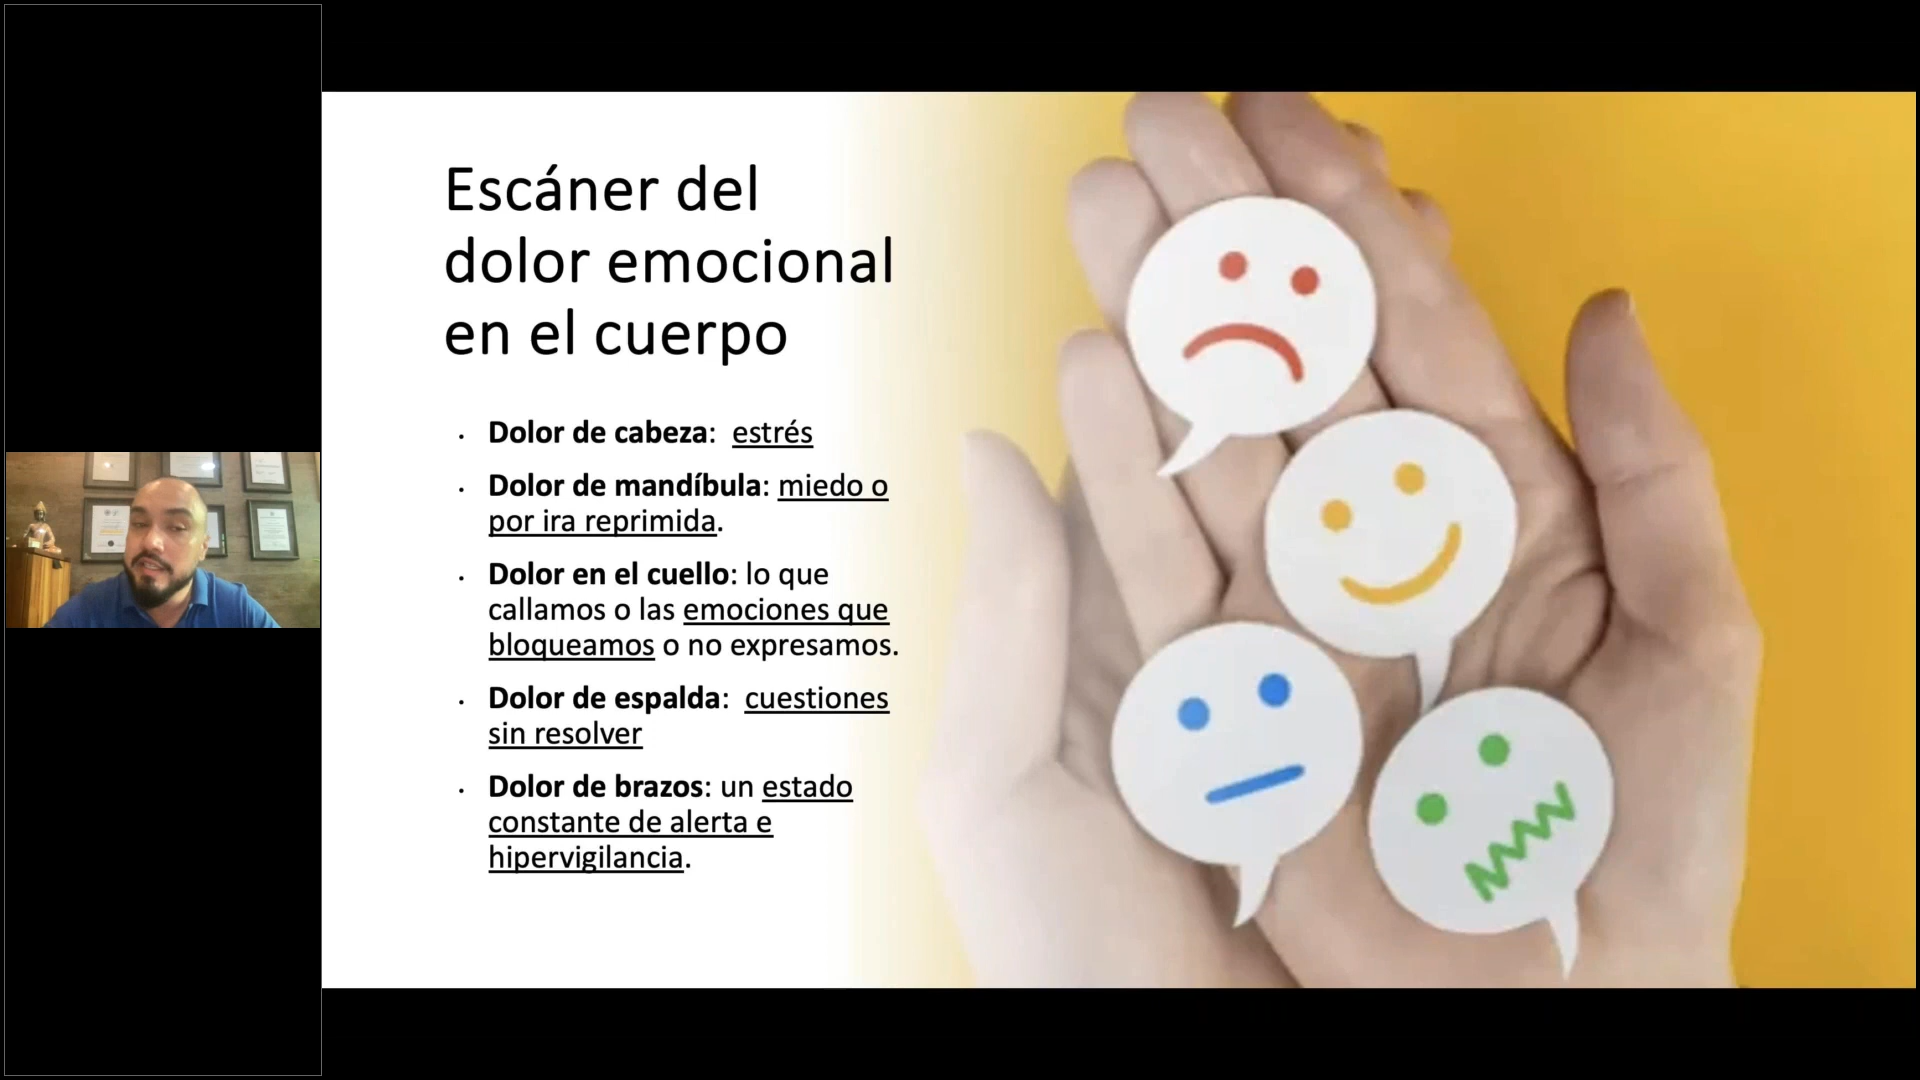 Escáner del
dolor emocional
en el cuerpo
• Dolor de cabeza: estrés
• Dolor de mandíbula: miedo o
por ira reprimida.
• Dolor en el cuello: lo que
callamos o las emociones que
bloqueamos o no expresamos.
• Dolor de espalda: cuestiones
sin resolver
• Dolor de brazos: un estado
constante de alerta e
hipervigilancia.